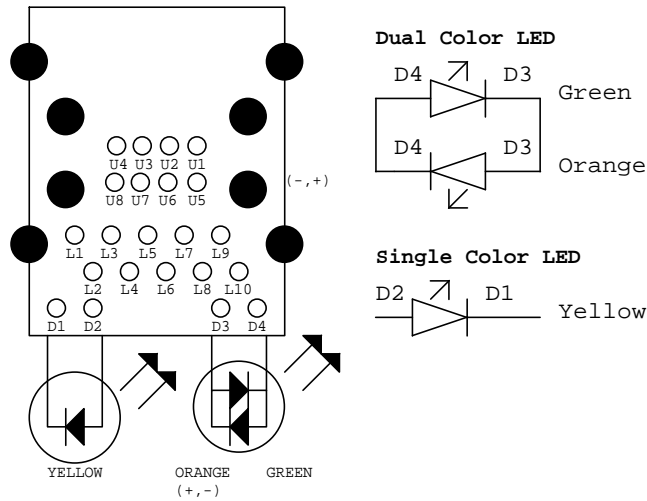 Dual Color LED
D4 D3
Green
D4 D3
Orange
U4 U3 U2 U1
U8 U7 U6 U5
(-,+)
L1 L3 L5 L7 L9
L2 L4 L6 L8 L10
D1 D2 D3 D4
Single Color LED
D2 D1
Yellow
YELLOW ORANGE GREEN
(+,-)